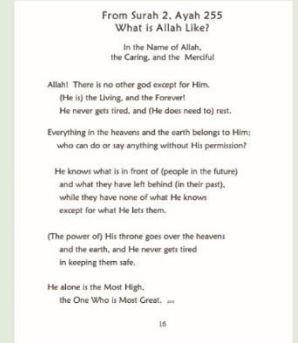 From Surah 2, Ayah 255
What is Allah Like?
In the Name of Allah,
the Caring, and the Merciful
Allah! There is no other god except for Him.
(He is) the Living, and the Forever!
He never gets tired, and (He does need to) rest.
Everything in the heavens and the earth belongs to Him;
who can do or say anything without His permission?
He knows what is in front of (people in the future)
and what they have left behind (in their past),
while they have none of what He knows
except for what He lets them.
(The power of) His throne goes over the heavens
and the earth, and He never gets tired
in keeping them safe.
He alone is the Most High,
the One Who is Most Great.
16